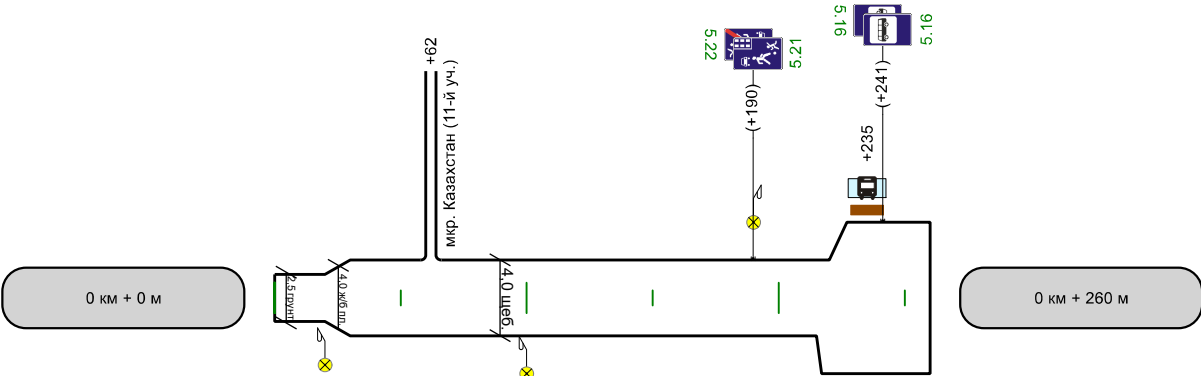 0 км + 0 м
2,5 грунт
4,0 ж/б.пл.
+62
мкр. Казахстан (11-й уч.)
4,0 щеб.
5.22
5.21
(+190)
5.16
5.16
(+241)
+235
0 км + 260 м